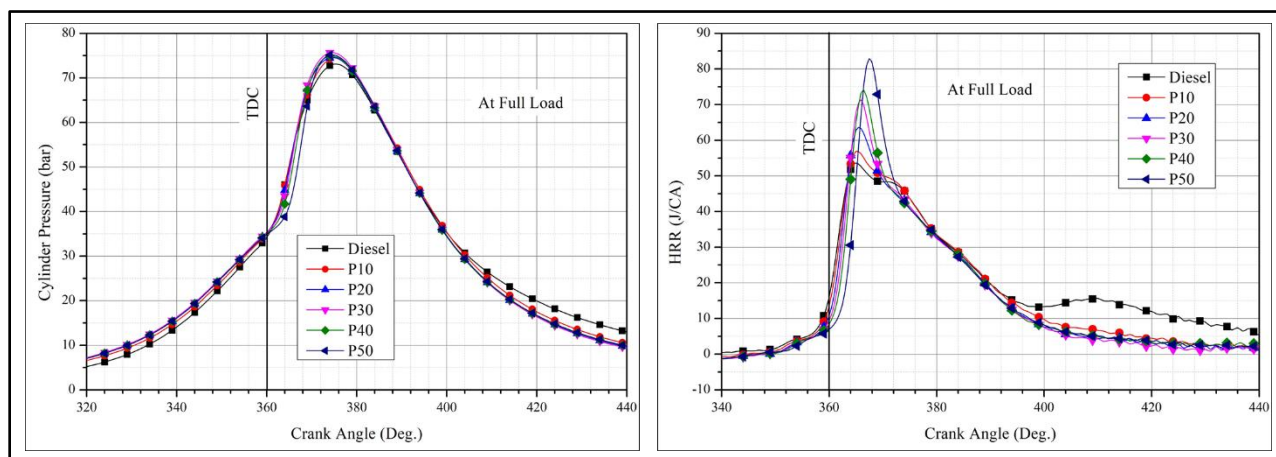 80
70
60
50
40
30
20
10
0
Cylinder Pressure (bar)
TDC
At Full Load
Diesel
P10
P20
P30
P40
P50
320
340
360
380
400
420
440
Crank Angle (Deg.)
100
90
80
70
60
50
40
30
20
10
0
-10
HRR (J/CA)
TDC
At Full Load
Diesel
P10
P20
P30
P40
P50
340
360
380
400
420
440
Crank Angle (Deg.)